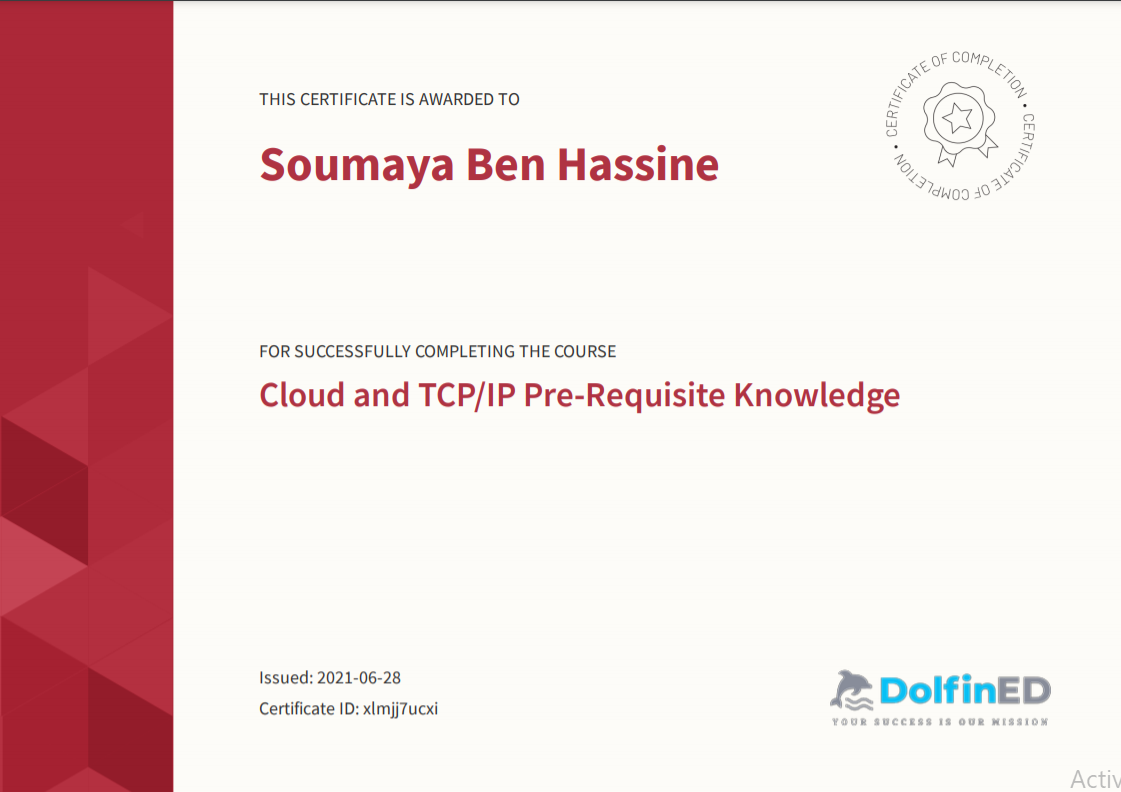 THIS CERTIFICATE IS AWARDED TO
Soumaya Ben Hassine
CERTIFICATE OF COMPLETION • CERTIFICATE OF COMPLETION •
FOR SUCCESSFULLY COMPLETING THE COURSE
Cloud and TCP/IP Pre-Requisite Knowledge
Issued: 2021-06-28
Certificate ID: xlmjj7ucxi
DolfinED
YOUR SUCCESS IS OUR MISSION
Activ